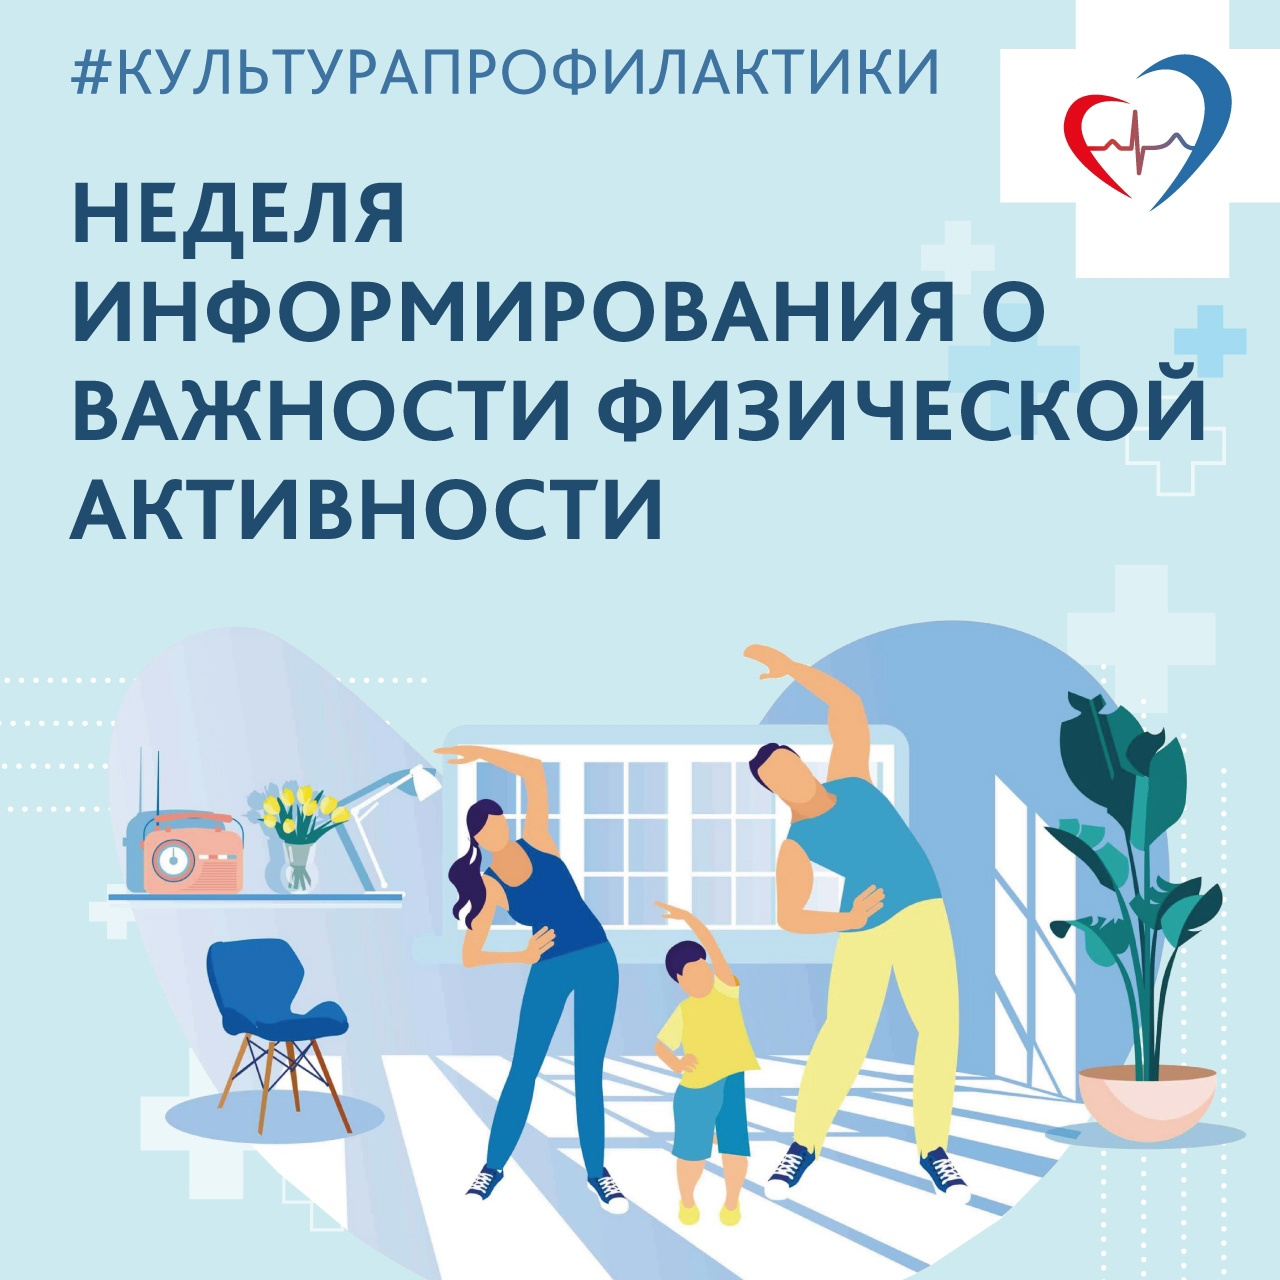 #КУЛЬТУРАПРОФИЛАКТИКИ
НЕДЕЛЯ
ИНФОРМИРОВАНИЯ О
ВАЖНОСТИ ФИЗИЧЕСКОЙ
АКТИВНОСТИ